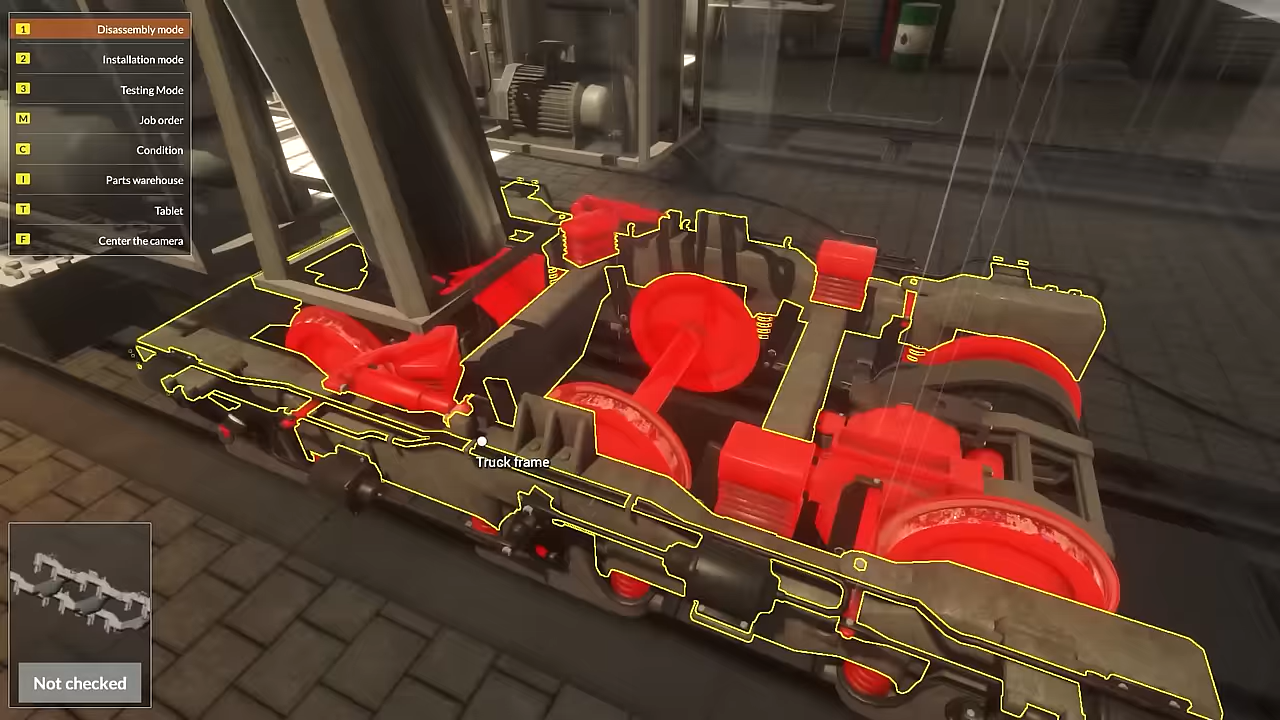 1 Disassembly mode
2 Installation mode
3 Testing Mode
M Job order
C Condition
I Parts warehouse
T Tablet
F Center the camera
Truck frame
Not checked